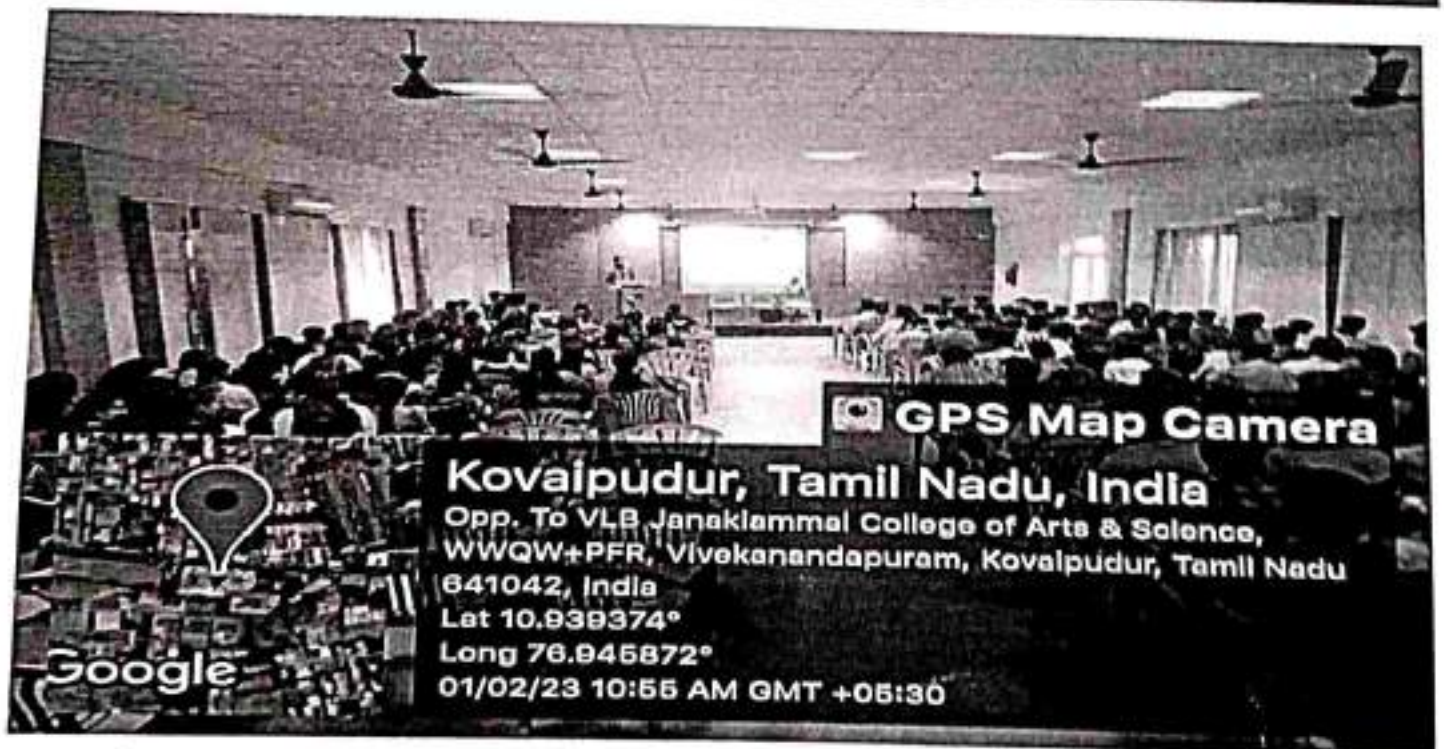 GPS Map Camera
Kovaipudur, Tamil Nadu, India
Opp. To VLB Janakiammal College of Arts & Science,
WWQW+PFR, Vivekanandapuram, Kovaipudur, Tamil Nadu
641042, India
Lat 10.939374°
Long 76.945872°
01/02/23 10:55 AM GMT +05:30
Google